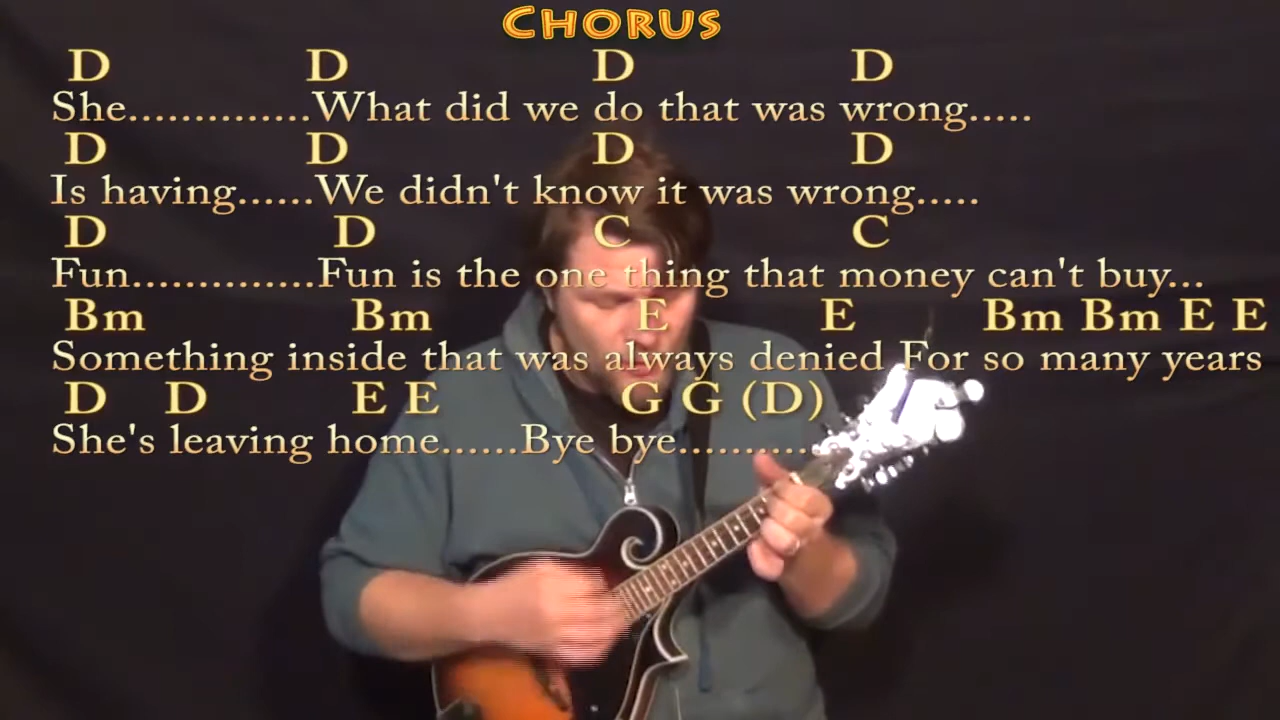 CHORUS
D D D D
She..............What did we do that was wrong.....
D D D D
Is having......We didn't know it was wrong.....
D D C C
Fun..............Fun is the one thing that money can't buy...
Bm Bm E E Bm Bm E E
Something inside that was always denied For so many years
D D E E G G (D)
She's leaving home......Bye bye..........